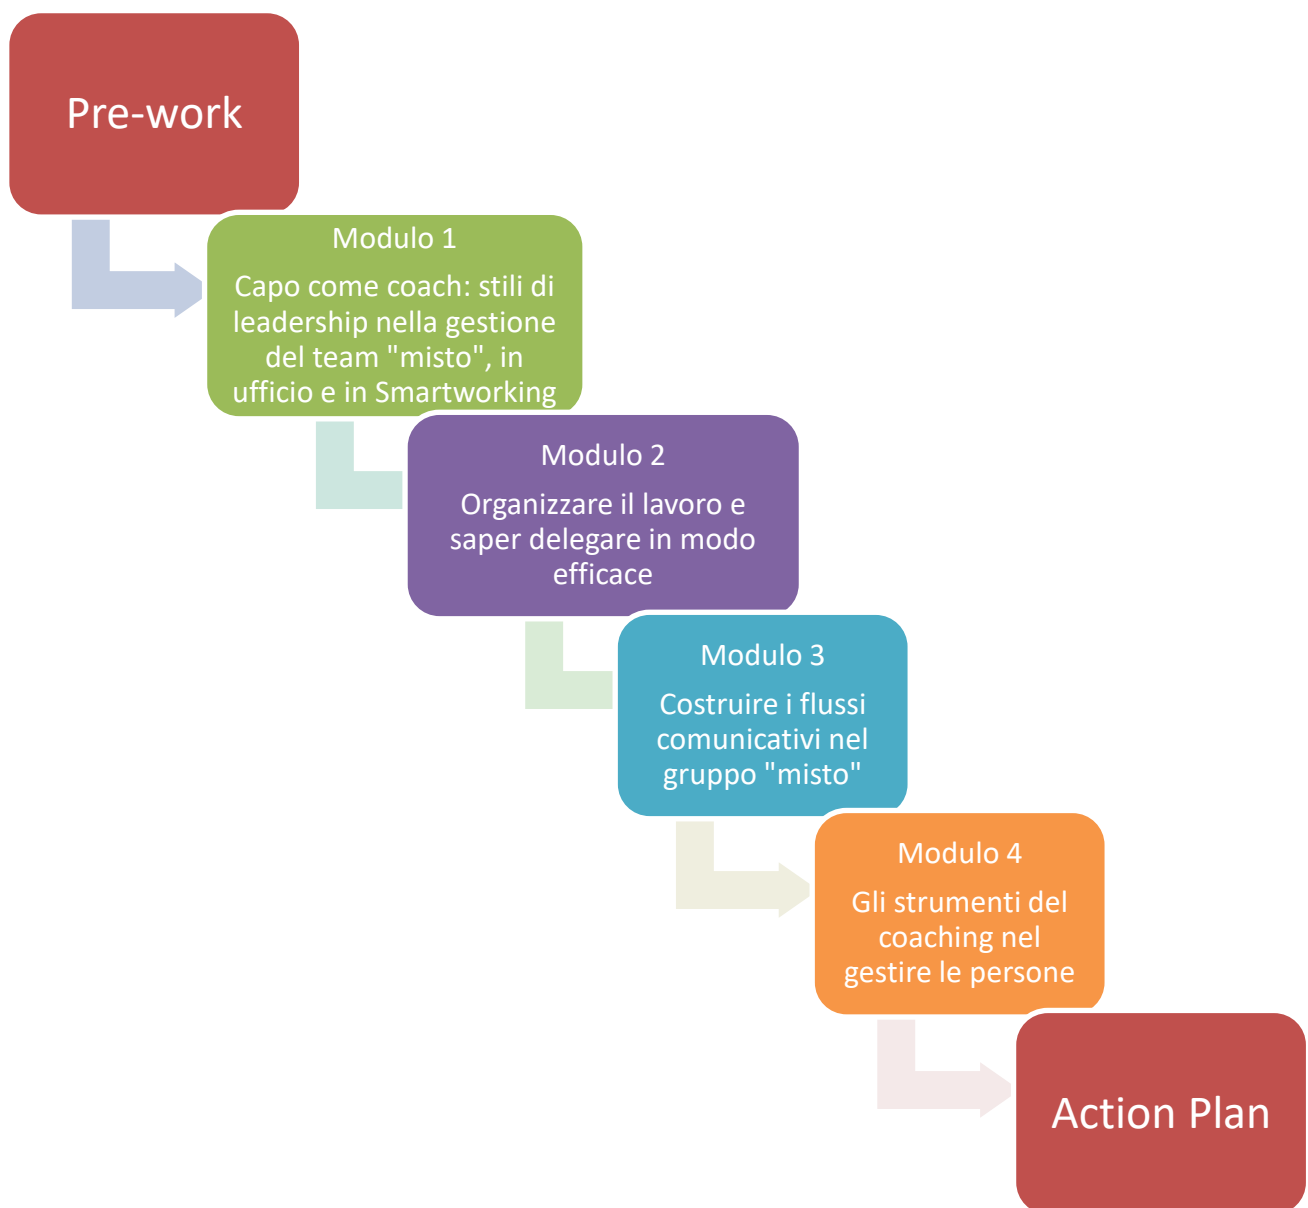 Pre-work
Modulo 1
Capo come coach: stili di
leadership nella gestione
del team "misto", in
ufficio e in Smartworking
Modulo 2
Organizzare il lavoro e
saper delegare in modo
efficace
Modulo 3
Costruire i flussi
comunicativi nel
gruppo "misto"
Modulo 4
Gli strumenti del
coaching nel
gestire le persone
Action Plan